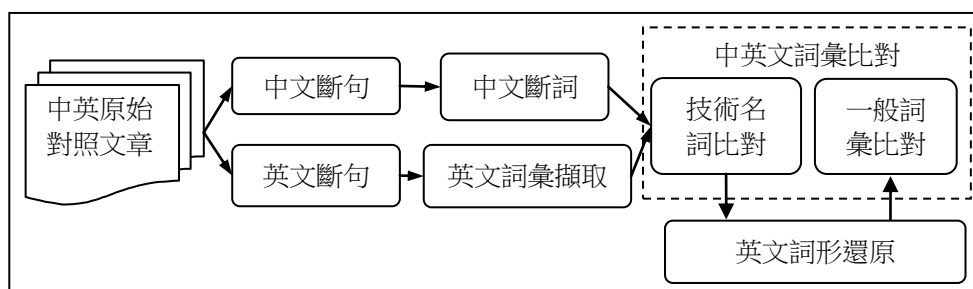 中英原始
對照文章
中文斷句
中文斷詞
英文斷句
英文詞彙擷取
中英文詞彙比對
技術名
詞比對
一般詞
彙比對
英文詞形還原